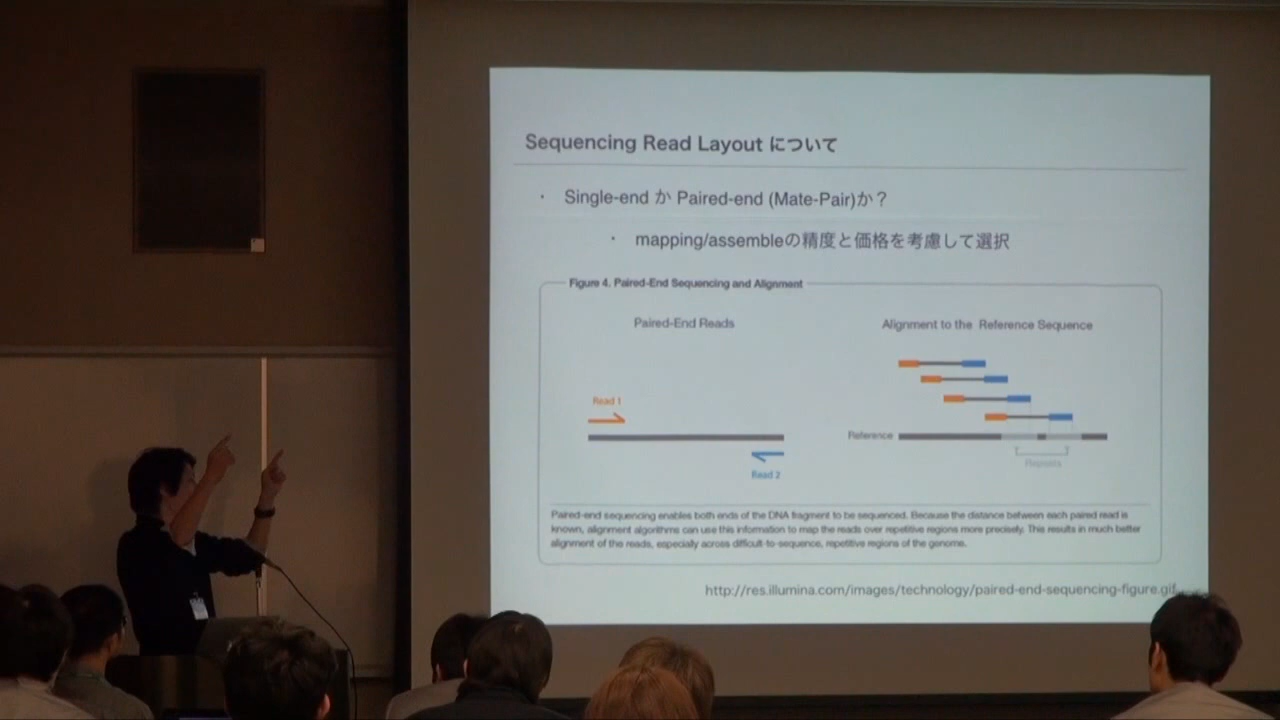 Sequencing Read Layout について
・ Single-end か Paired-end (Mate-Pair)か？
・ mapping/assembleの精度と価格を考慮して選択
Figure 4. Paired-End Sequencing and Alignment
Paired-End Reads
Alignment to the Reference Sequence
Read 1
Read 2
Reference
Repeats
Paired-end sequencing enables both ends of the DNA fragment to be sequenced. Because the distance between each paired read is
known, alignment algorithms can use this information to map the reads over repetitive regions more precisely. This results in much better
alignment of the reads, especially across difficult-to-sequence, repetitive regions of the genome.
http://res.illumina.com/images/technology/paired-end-sequencing-figure.gif